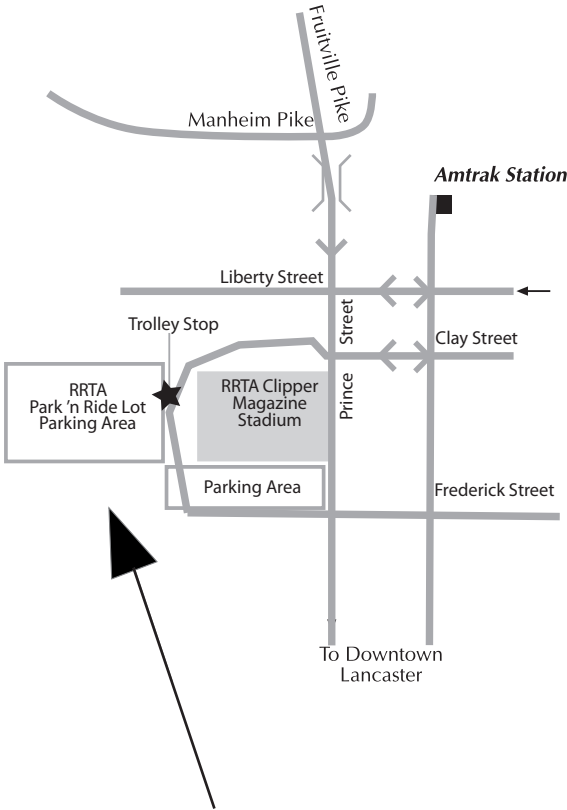 Fruitville Pike
Manheim Pike
Amtrak Station
Liberty Street
Trolley Stop
Prince Street
Clay Street
RRTA
Park 'n Ride Lot
Parking Area
RRTA Clipper
Magazine
Stadium
Parking Area
Frederick Street
To Downtown
Lancaster